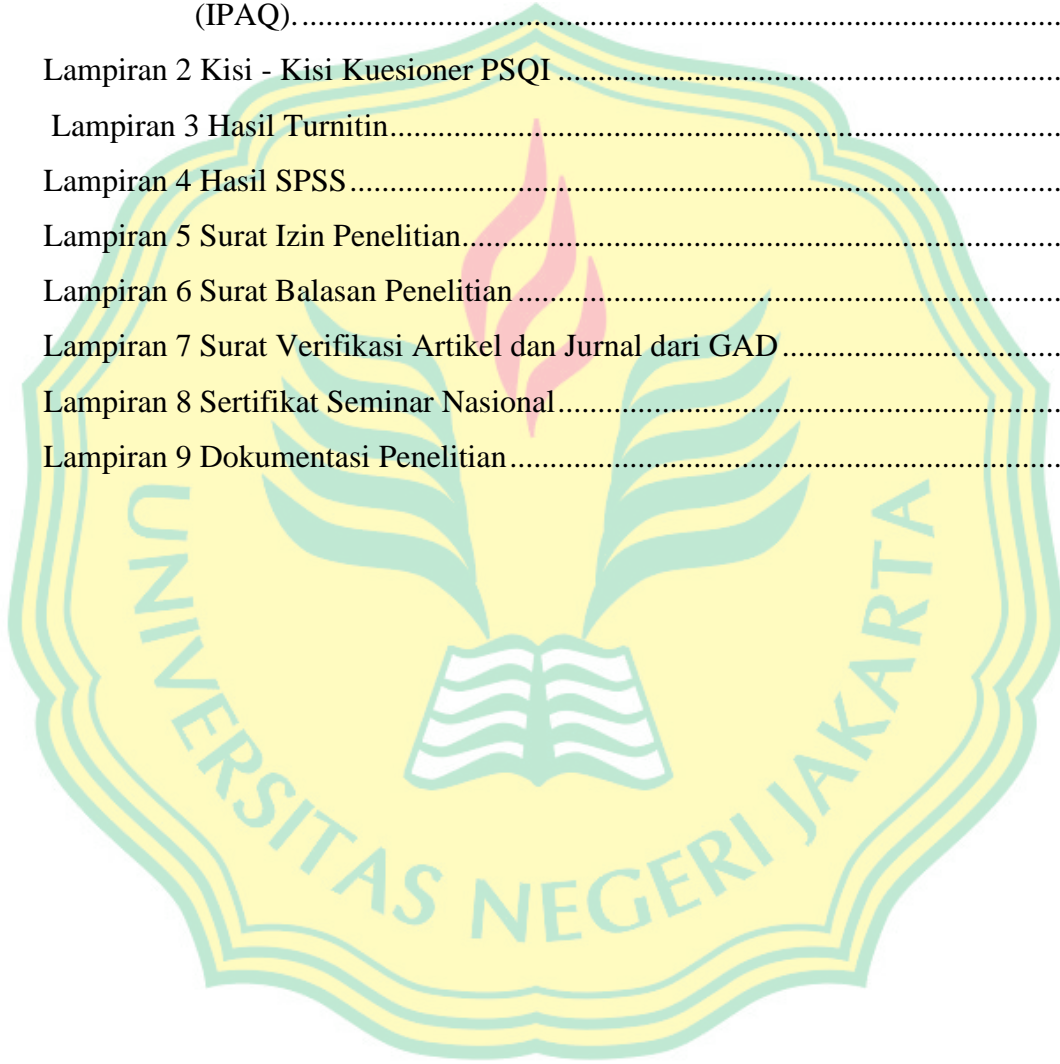 (IPAQ). ........................................................................................................
Lampiran 2 Kisi - Kisi Kuesioner PSQI ....................................................................
Lampiran 3 Hasil Turnitin.........................................................................................
Lampiran 4 Hasil SPSS..............................................................................................
Lampiran 5 Surat Izin Penelitian................................................................................
Lampiran 6 Surat Balasan Penelitian .........................................................................
Lampiran 7 Surat Verifikasi Artikel dan Jurnal dari GAD .......................................
Lampiran 8 Sertifikat Seminar Nasional....................................................................
Lampiran 9 Dokumentasi Penelitian ..........................................................................
UNIVERSITAS NEGERI JAKARTA